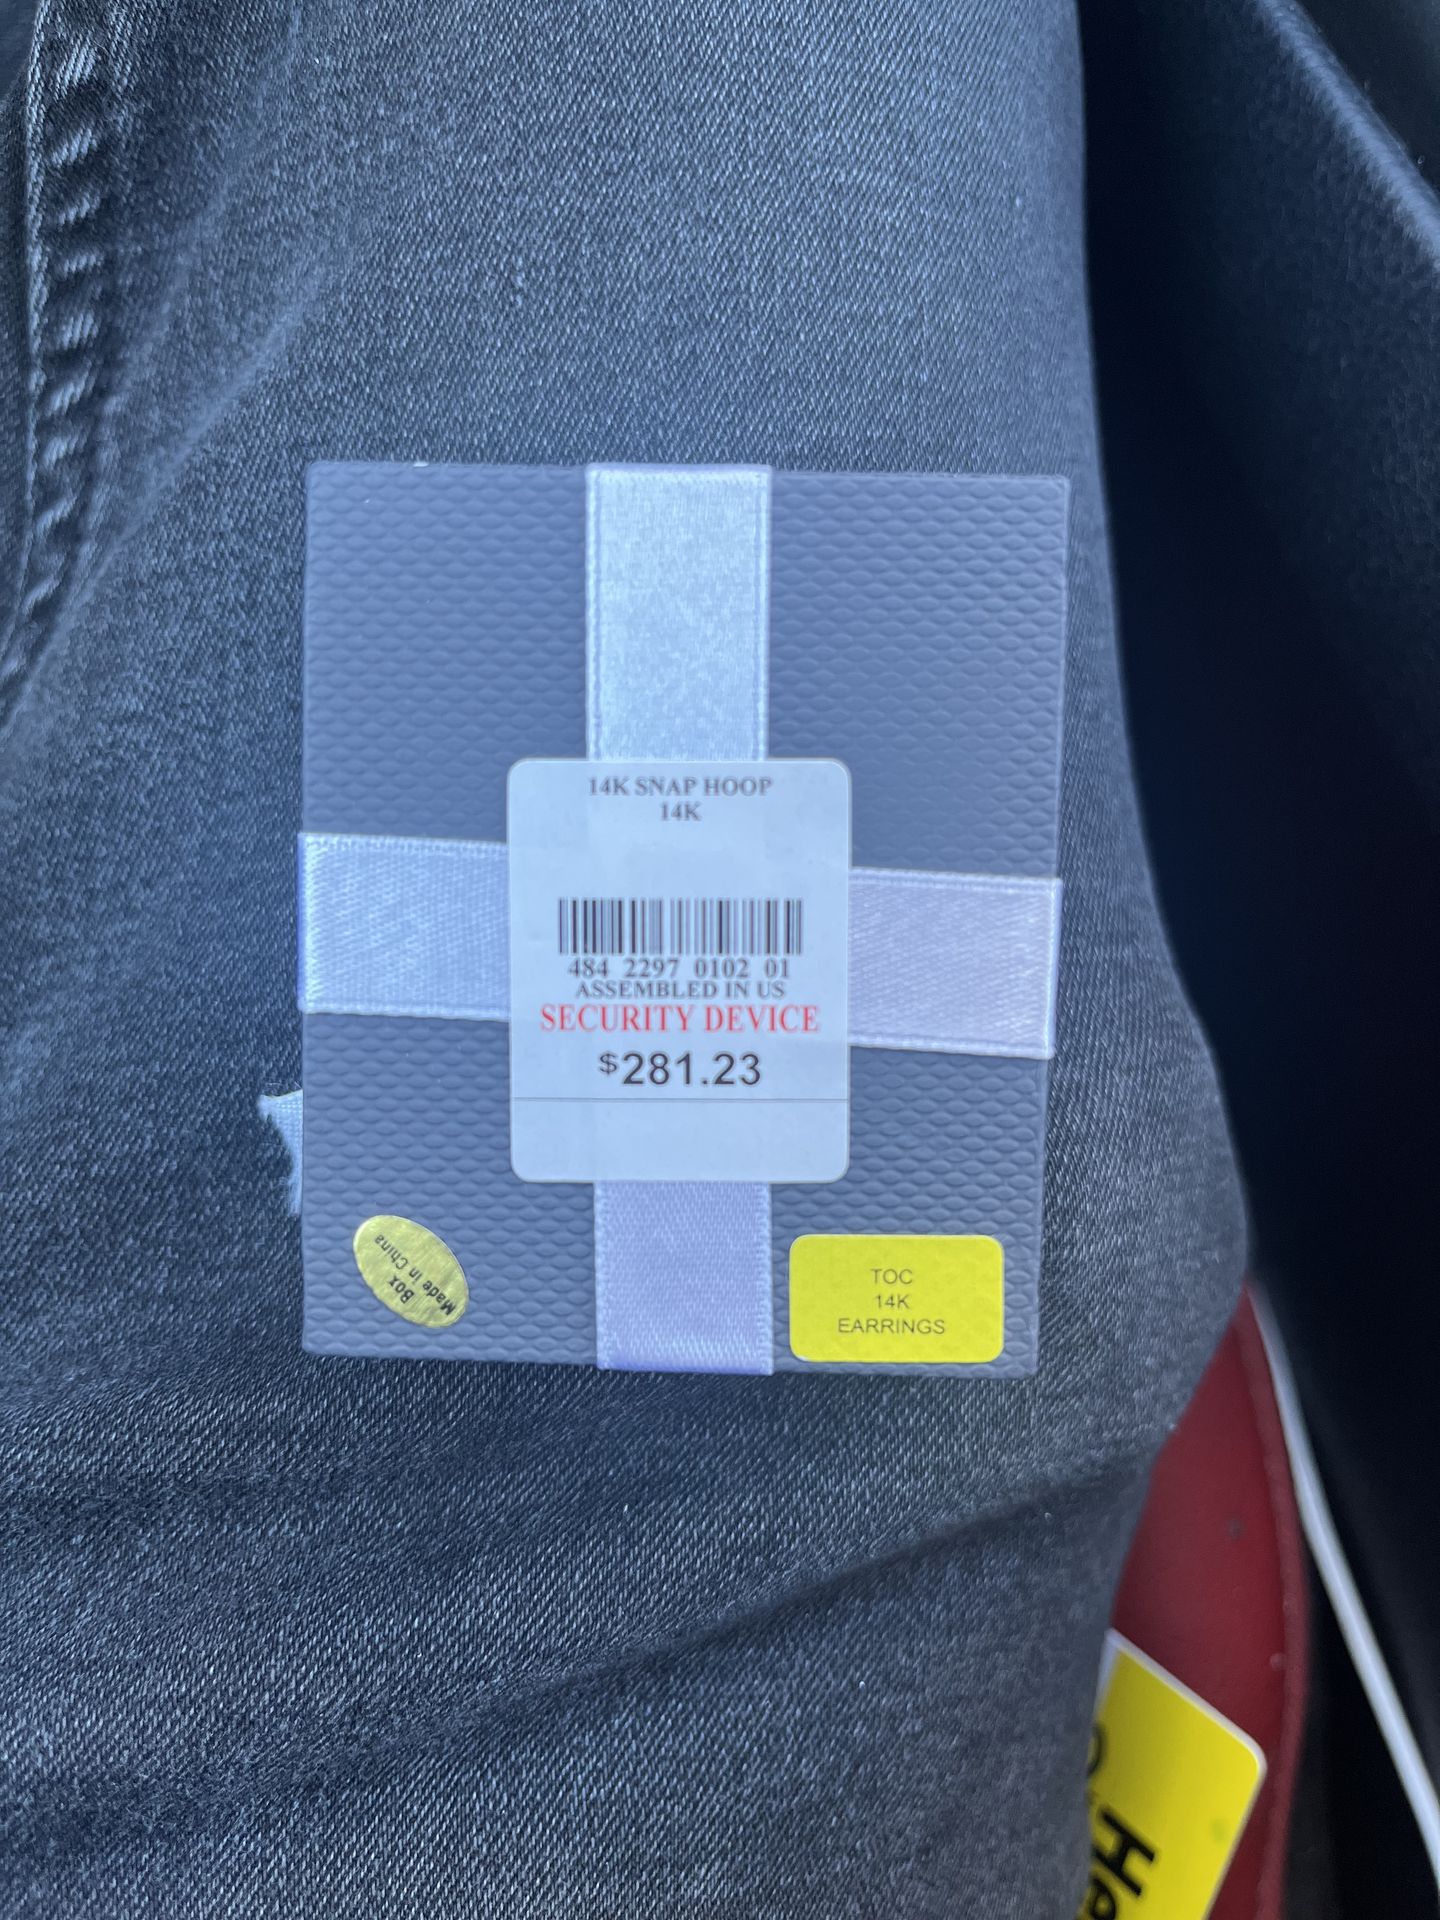 14K SNAP HOOP
14K
484 2297 0102 01
ASSEMBLED IN US
SECURITY DEVICE
$281.23
Box
Made in China
TOC
14K
EARRINGS